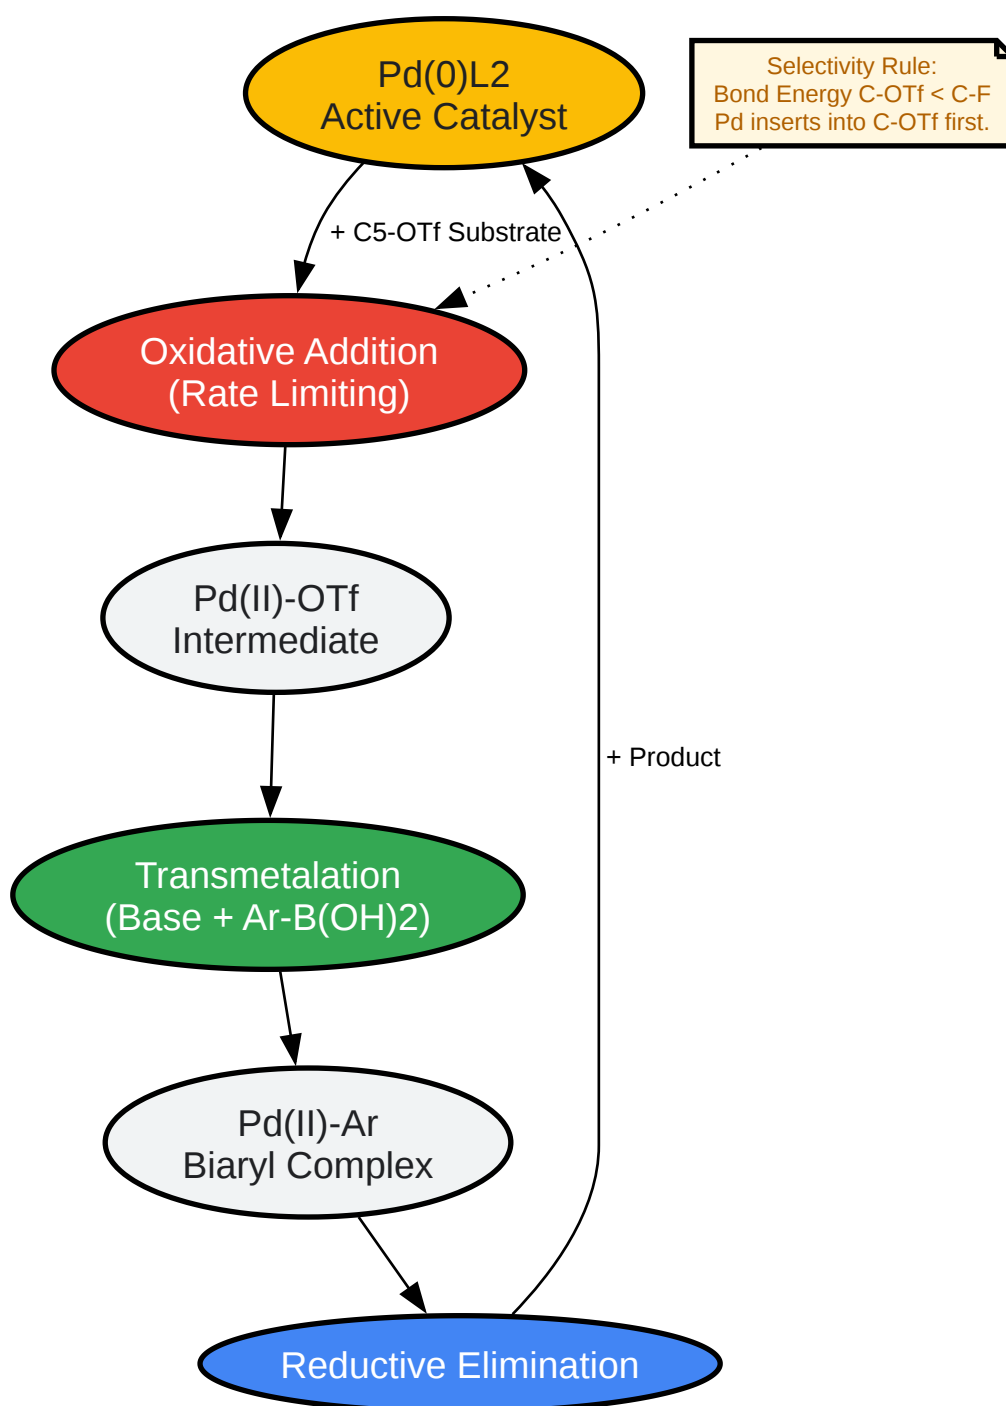 Pd(0)L2
Active Catalyst
Selectivity Rule:
Bond Energy C-OTf < C-F
Pd inserts into C-OTf first.
+ C5-OTf Substrate
Oxidative Addition
(Rate Limiting)
Pd(II)-OTf
Intermediate
+ Product
Transmetalation
(Base + Ar-B(OH)2)
Pd(II)-Ar
Biaryl Complex
Reductive Elimination